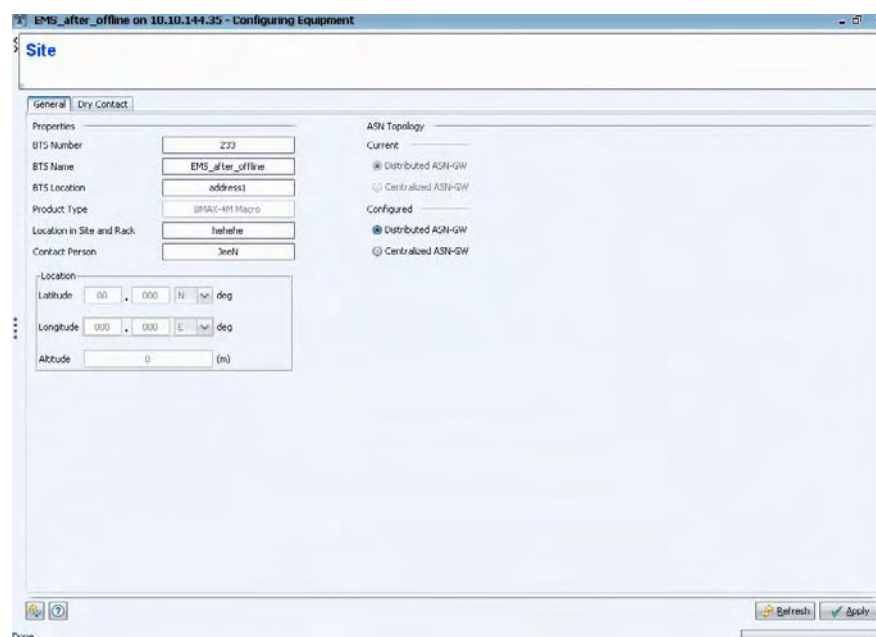 EMS_after_offline on 10.10.144.35 - Configuring Equipment
Site
General Dry Contact
Properties
BTS Number 233
BTS Name EMS_after_offline
BTS Location address1
Product Type BMAX-4M Macro
Location in Site and Rack hehehe
Contact Person JeeN
Location
Latitude 00 . 000 N deg
Longitude 000 . 000 E deg
Altitude 0 (m)
ASN Topology
Current
Distributed ASN-GW
Centralized ASN-GW
Configured
Distributed ASN-GW
Centralized ASN-GW
Refresh Apply